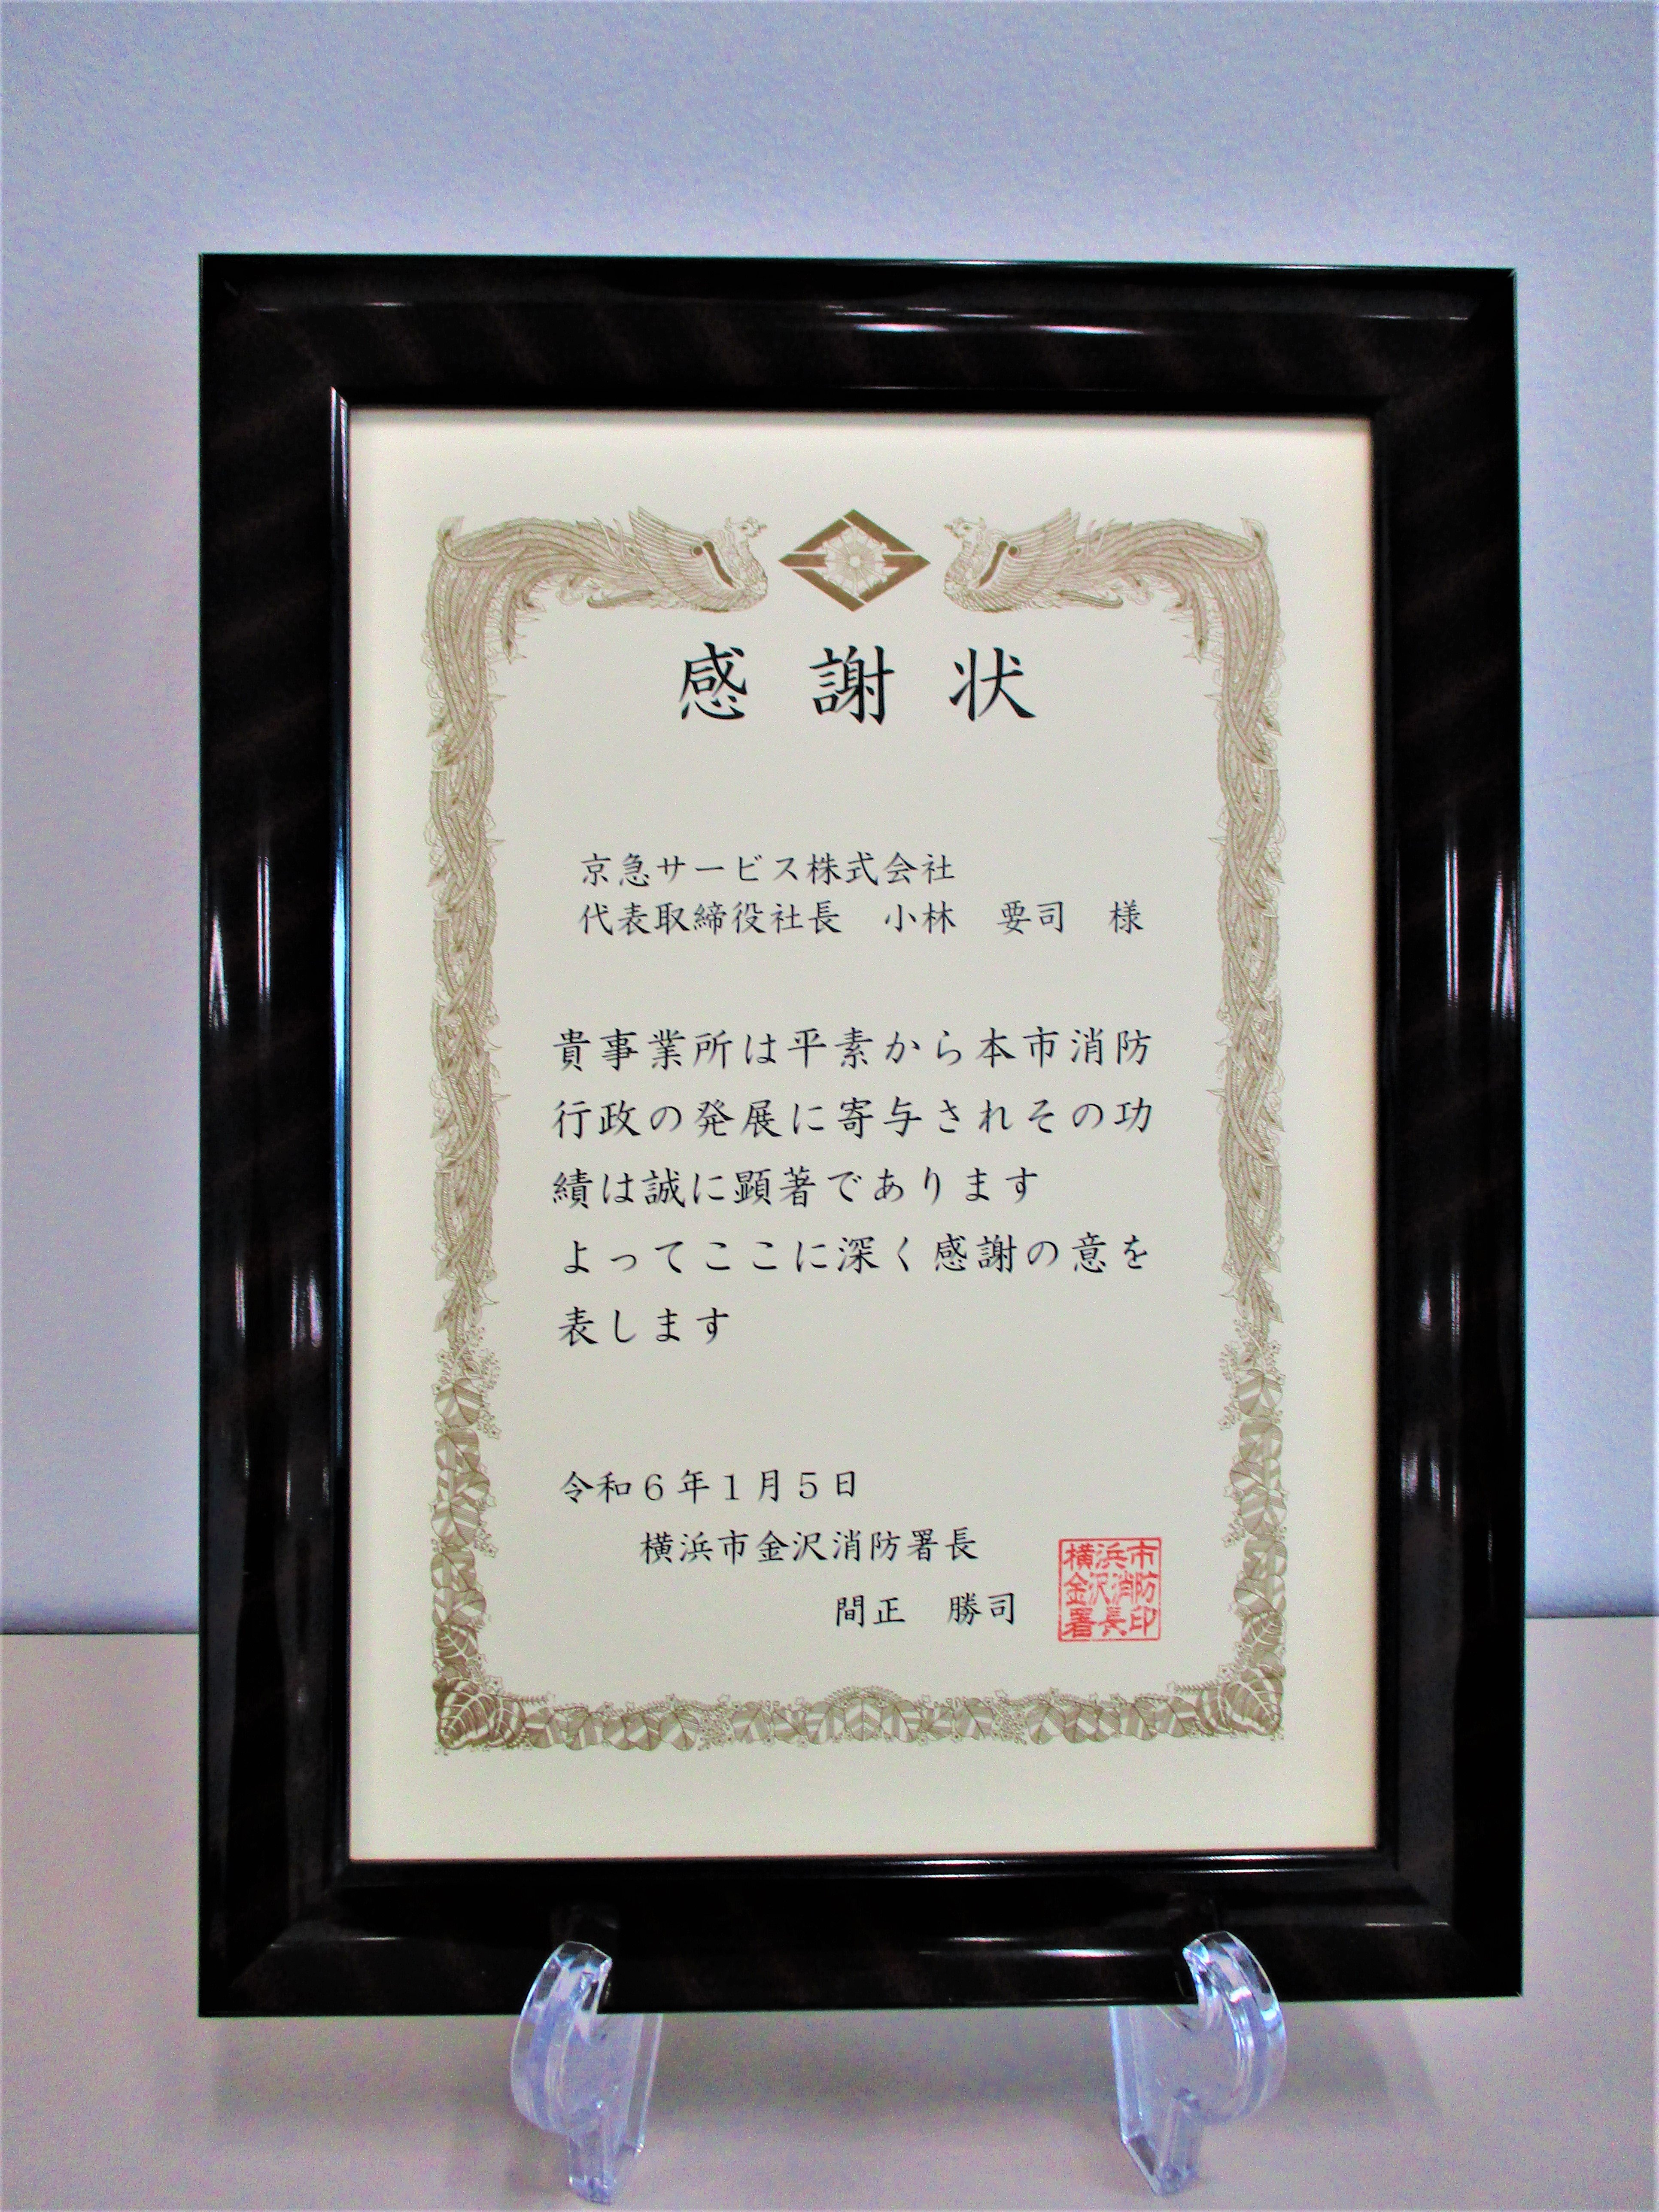 感謝状
京急サービス株式会社
代表取締役社長　小林　要司　様
貴事業所は平素から本市消防
行政の発展に寄与されその功
績は誠に顕著であります
よってここに深く感謝の意を
表します
令和６年１月５日
横浜市金沢消防署長
間正　勝司
横浜市
金沢消防
署長印